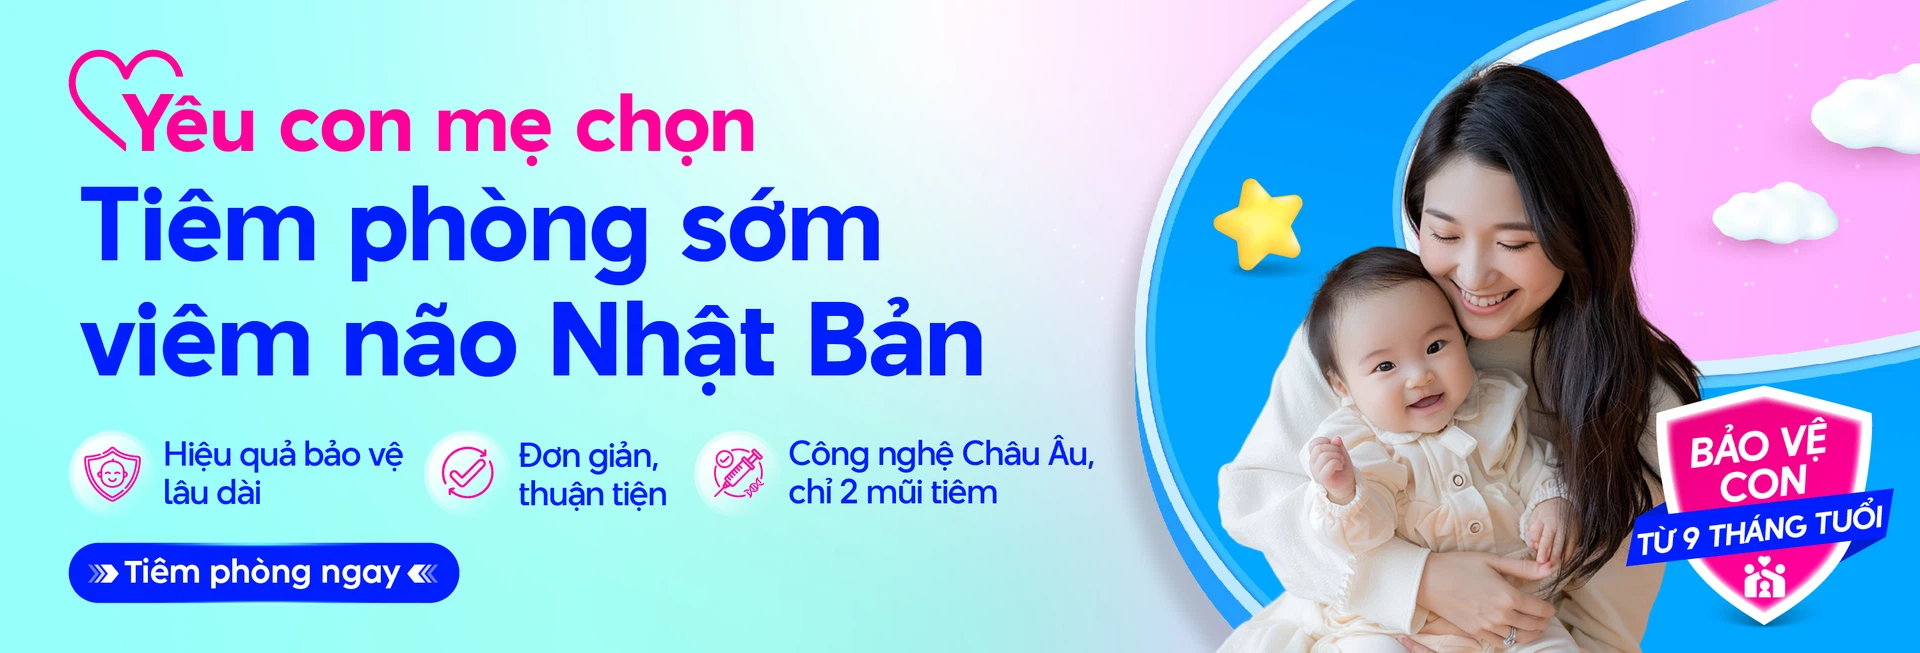 Yêu con mẹ chọn
Tiêm phòng sớm
viêm não Nhật Bản
Hiệu quả bảo vệ
lâu dài
Đơn giản,
thuận tiện
Công nghệ Châu Âu,
chỉ 2 mũi tiêm
Tiêm phòng ngay
BẢO VỆ
CON
TỪ 9 THÁNG TUỔI